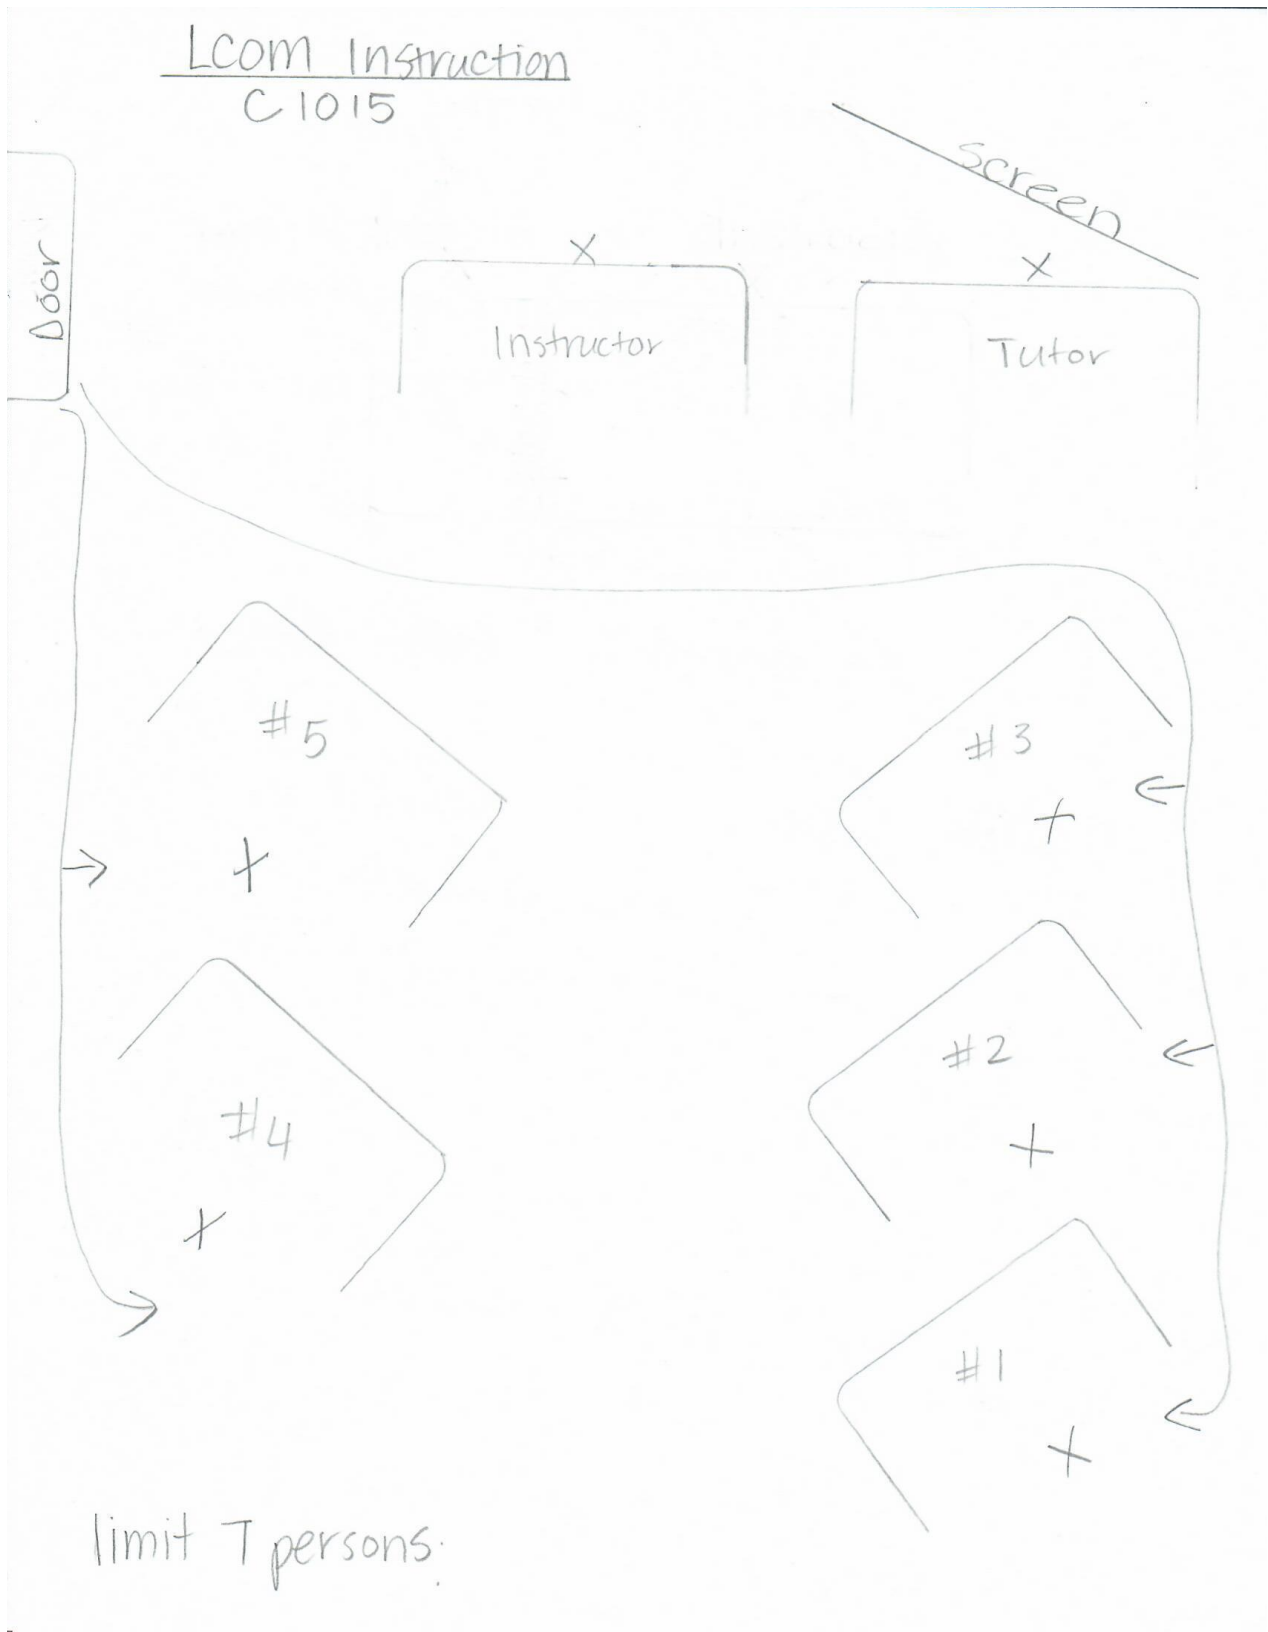 Lcom Instruction
C1015
Screen
Door
X
X
Instructor
Tutor
#5
#3
#2
#4
#1
limit 7 persons.